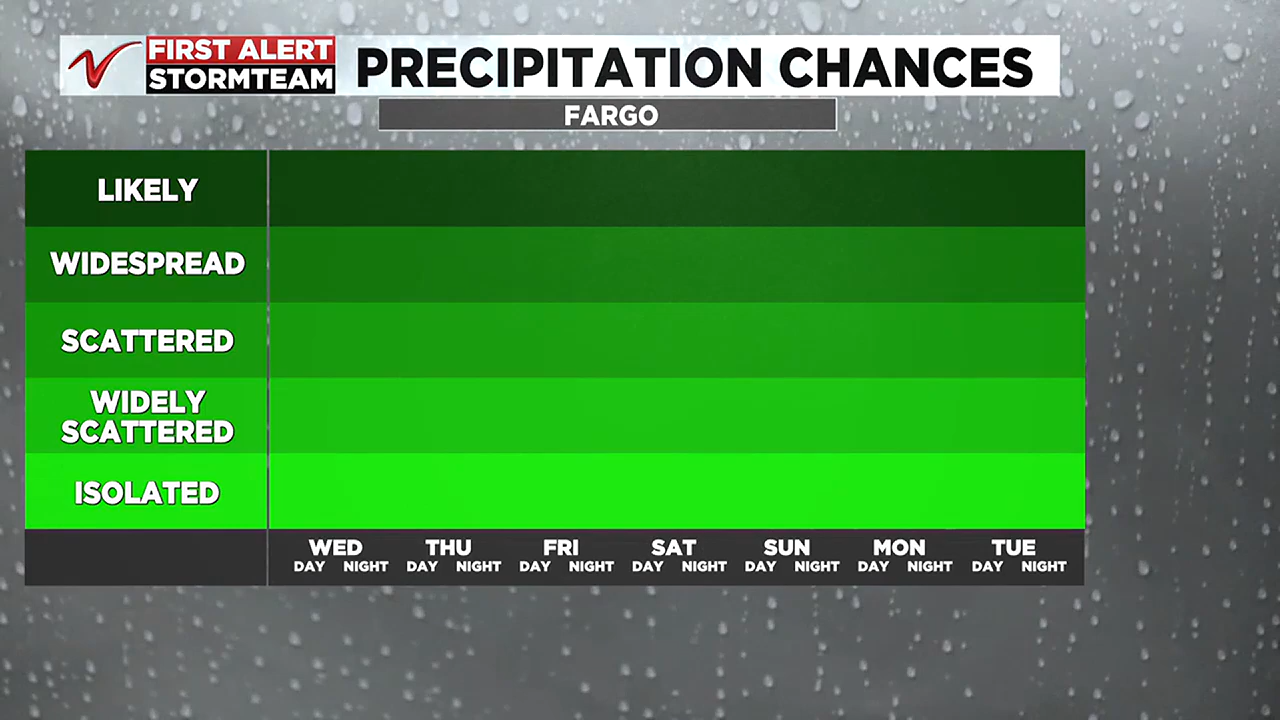 FIRST ALERT
STORMTEAM
PRECIPITATION CHANCES
FARGO
LIKELY
WIDESPREAD
SCATTERED
WIDELY
SCATTERED
ISOLATED
WED THU FRI SAT SUN MON TUE
DAY NIGHT DAY NIGHT DAY NIGHT DAY NIGHT DAY NIGHT DAY NIGHT DAY NIGHT